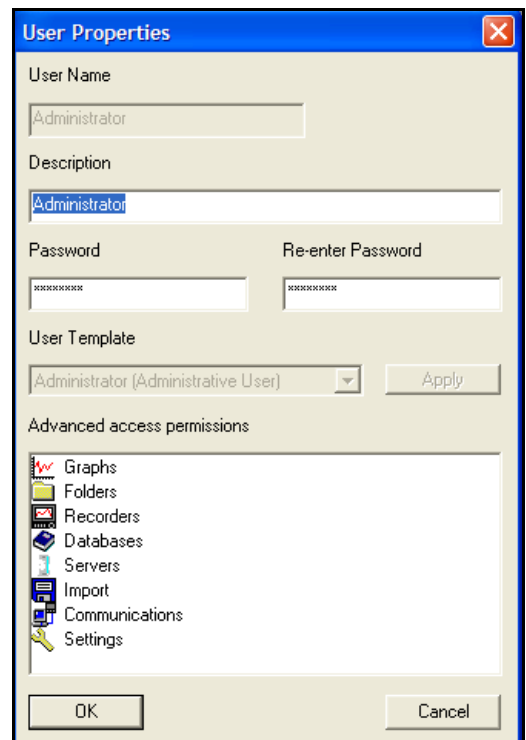 User Properties
User Name
Administrator
Description
Administrator
Password Re-enter Password
******** ********
User Template
Administrator (Administrative User) Apply
Advanced access permissions
Graphs
Folders
Recorders
Databases
Servers
Import
Communications
Settings
OK Cancel